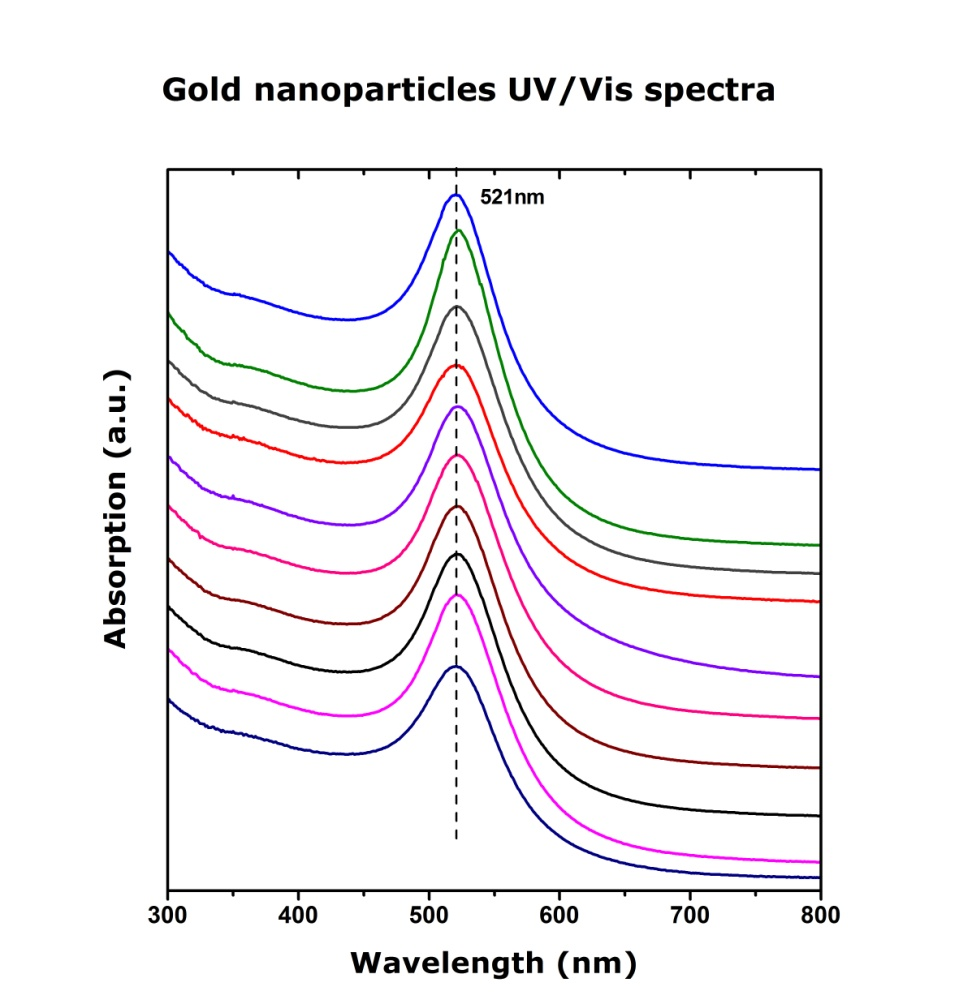 Gold nanoparticles UV/Vis spectra
521nm
Absorption (a.u.)
300 400 500 600 700 800
Wavelength (nm)